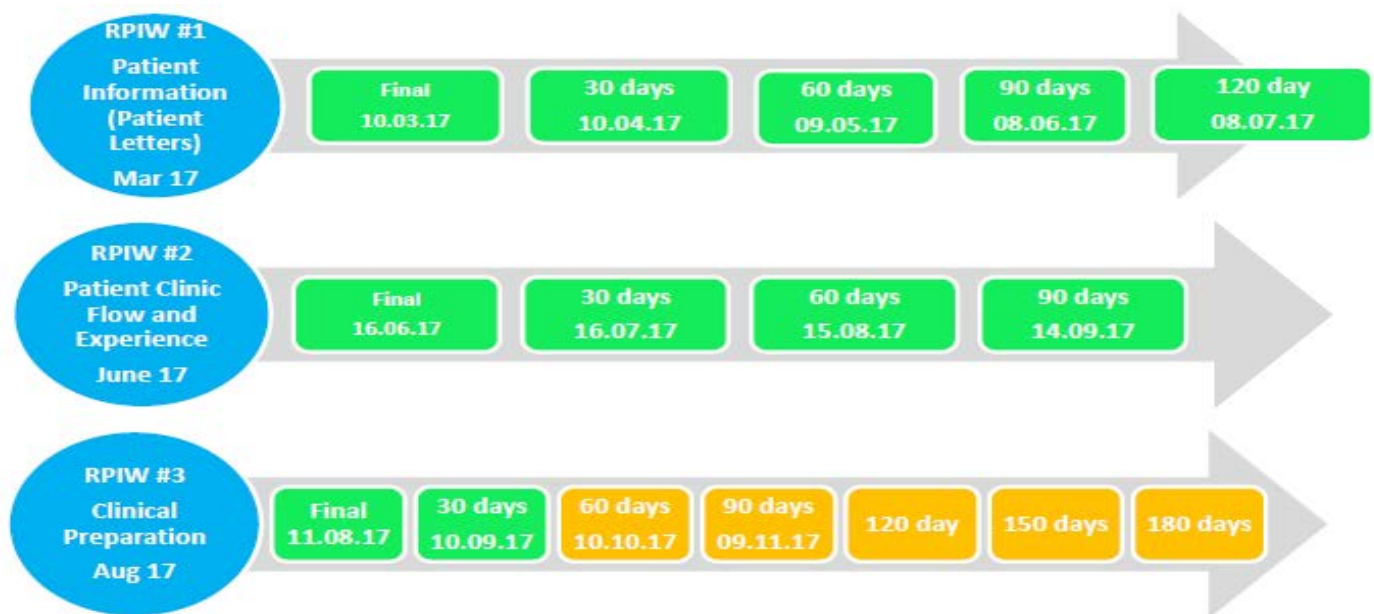 RPIW #1
Patient
Information
(Patient
Letters)
Mar 17
Final
10.03.17
30 days
10.04.17
60 days
09.05.17
90 days
08.06.17
120 day
08.07.17
RPIW #2
Patient Clinic
Flow and
Experience
June 17
Final
16.06.17
30 days
16.07.17
60 days
15.08.17
90 days
14.09.17
RPIW #3
Clinical
Preparation
Aug 17
Final
11.08.17
30 days
10.09.17
60 days
10.10.17
90 days
09.11.17
120 day
150 days
180 days